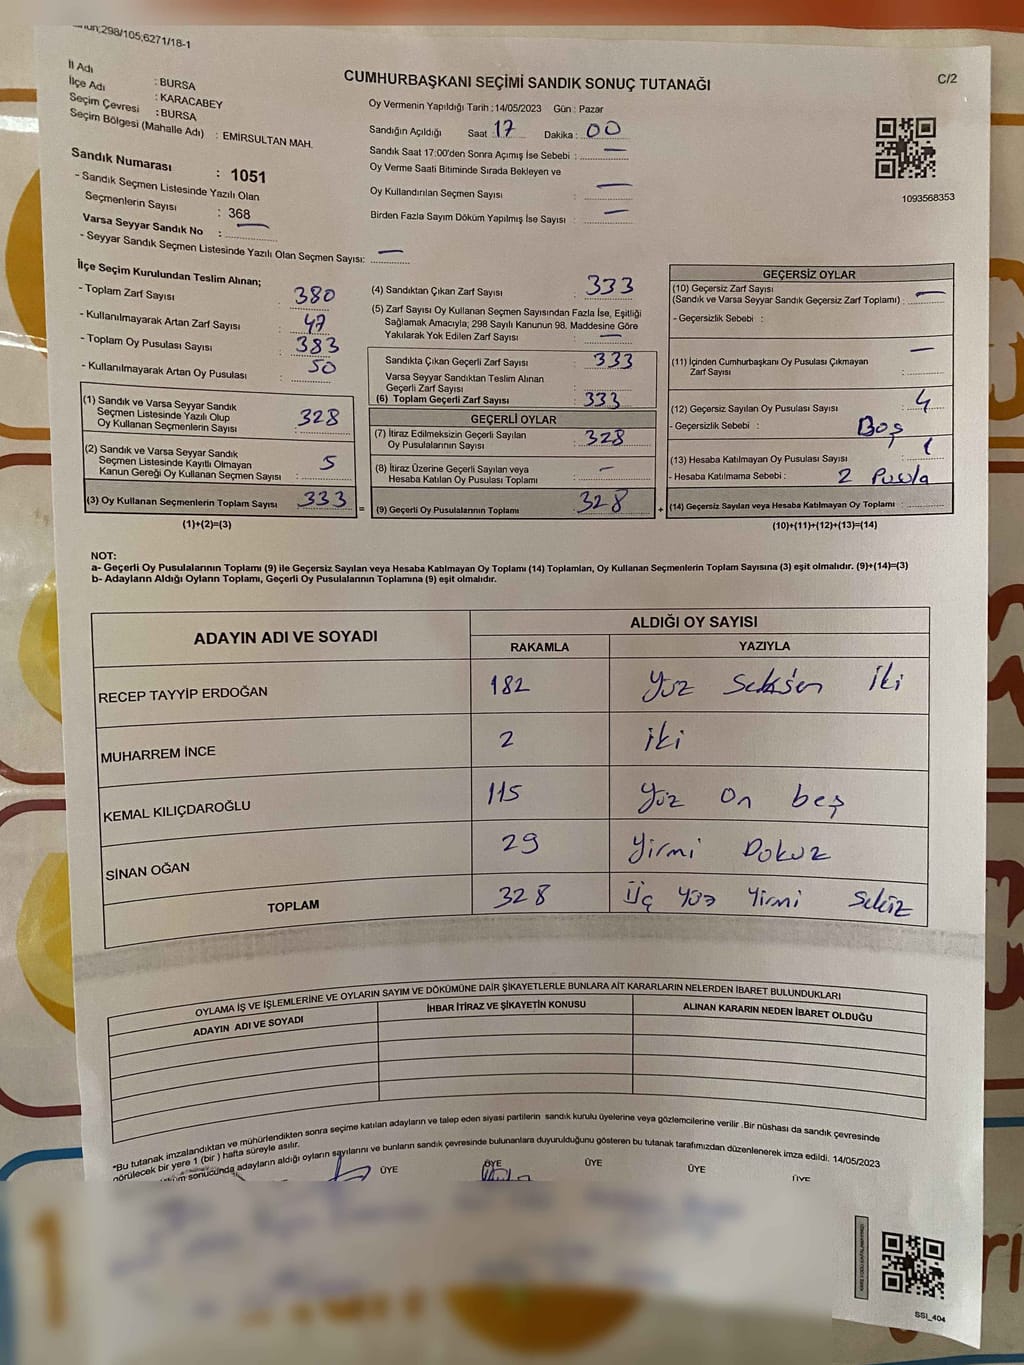 298/105;6271/18-1
C/2
CUMHURBAŞKANI SEÇİMİ SANDIK SONUÇ TUTANAĞI
İl Adı : BURSA
İlçe Adı : KARACABEY
Seçim Çevresi : BURSA
Seçim Bölgesi (Mahalle Adı) : EMİRSULTAN MAH.
Sandık Numarası : 1051
- Sandık Seçmen Listesinde Yazılı Olan
Seçmenlerin Sayısı : 368
Varsa Seyyar Sandık No : —
- Seyyar Sandık Seçmen Listesinde Yazılı Olan Seçmen Sayısı: —
Oy Vermenin Yapıldığı Tarih : 14/05/2023 Gün : Pazar
Sandığın Açıldığı Saat : 17 Dakika : 00
Sandık Saat 17:00'den Sonra Açımış İse Sebebi : —
Oy Verme Saati Bitiminde Sırada Bekleyen ve
Oy Kullandırılan Seçmen Sayısı : —
Birden Fazla Sayım Döküm Yapılmış İse Sayısı : —
1093568353
İlçe Seçim Kurulundan Teslim Alınan;
- Toplam Zarf Sayısı : 380
- Kullanılmayarak Artan Zarf Sayısı : 47
- Toplam Oy Pusulası Sayısı : 383
- Kullanılmayarak Artan Oy Pusulası : 50
(1) Sandık ve Varsa Seyyar Sandık
Seçmen Listesinde Yazılı Olup
Oy Kullanan Seçmenlerin Sayısı : 328
(2) Sandık ve Varsa Seyyar Sandık
Seçmen Listesinde Kayıtlı Olmayan
Kanun Gereği Oy Kullanan Seçmen Sayısı : 5
(3) Oy Kullanan Seçmenlerin Toplam Sayısı : 333
(1)+(2)=(3)
(4) Sandıktan Çıkan Zarf Sayısı : 333
(5) Zarf Sayısı Oy Kullanan Seçmen Sayısından Fazla İse, Eşitliği
Sağlamak Amacıyla; 298 Sayılı Kanunun 98. Maddesine Göre
Yakılarak Yok Edilen Zarf Sayısı : —
Sandıkta Çıkan Geçerli Zarf Sayısı : 333
Varsa Seyyar Sandıktan Teslim Alınan
Geçerli Zarf Sayısı :
(6) Toplam Geçerli Zarf Sayısı : 333
GEÇERLİ OYLAR
(7) İtiraz Edilmeksizin Geçerli Sayılan
Oy Pusulalarının Sayısı : 328
(8) İtiraz Üzerine Geçerli Sayılan veya
Hesaba Katılan Oy Pusulası Toplamı : —
= (9) Geçerli Oy Pusulalarının Toplamı : 328 +
GEÇERSİZ OYLAR
(10) Geçersiz Zarf Sayısı
(Sandık ve Varsa Seyyar Sandık Geçersiz Zarf Toplamı) : —
- Geçersizlik Sebebi :
(11) İçinden Cumhurbaşkanı Oy Pusulası Çıkmayan
Zarf Sayısı : —
(12) Geçersiz Sayılan Oy Pusulası Sayısı : 4
- Geçersizlik Sebebi : Boş
(13) Hesaba Katılmayan Oy Pusulası Sayısı : 1
- Hesaba Katılmama Sebebi : 2 Pusula
(14) Geçersiz Sayılan veya Hesaba Katılmayan Oy Toplamı :
(10)+(11)+(12)+(13)=(14)
NOT:
a- Geçerli Oy Pusulalarının Toplamı (9) ile Geçersiz Sayılan veya Hesaba Katılmayan Oy Toplamı (14) Toplamları, Oy Kullanan Seçmenlerin Toplam Sayısına (3) eşit olmalıdır. (9)+(14)=(3)
b- Adayların Aldığı Oyların Toplamı, Geçerli Oy Pusulalarının Toplamına (9) eşit olmalıdır.
ADAYIN ADI VE SOYADI
ALDIĞI OY SAYISI
RAKAMLA YAZIYLA
RECEP TAYYİP ERDOĞAN 182 Yüz Seksen İki
MUHARREM İNCE 2 İki
KEMAL KILIÇDAROĞLU 115 Yüz On beş
SİNAN OĞAN 29 Yirmi Dokuz
TOPLAM 328 Üç Yüz Yirmi Sekiz
OYLAMA İŞ VE İŞLEMLERİNE VE OYLARIN SAYIM VE DÖKÜMÜNE DAİR ŞİKAYETLERLE BUNLARA AİT KARARLARIN NELERDEN İBARET BULUNDUKLARI
ADAYIN ADI VE SOYADI İHBAR İTİRAZ VE ŞİKAYETİN KONUSU ALINAN KARARIN NEDEN İBARET OLDUĞU
*Bu tutanak imzalandıktan ve mühürlendikten sonra seçime katılan adayların ve talep eden siyasi partilerin sandık kurulu üyelerine veya gözlemcilerine verilir .Bir nüshası da sandık çevresinde
görülecek bir yere 1 (bir ) hafta süreyle asılır.
sonucunda adayların aldığı oyların sayılarını ve bunların sandık çevresinde bulunanlara duyurulduğunu gösteren bu tutanak tarafımızdan düzenlenerek imza edildi. 14/05/2023
ÜYE ÜYE ÜYE ÜYE ÜYE
SSI_404